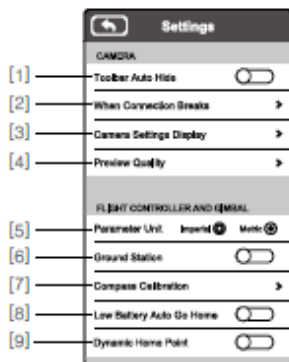 Settings
CAMERA
[1] Toolbar Auto Hide
[2] When Connection Breaks
[3] Camera Settings Display
[4] Preview Quality
FLIGHT CONTROLLER AND GIMBAL
[5] Parameter Unit Imperial Metric
[6] Ground Station
[7] Compass Calibration
[8] Low Battery Auto Go Home
[9] Dynamic Home Point